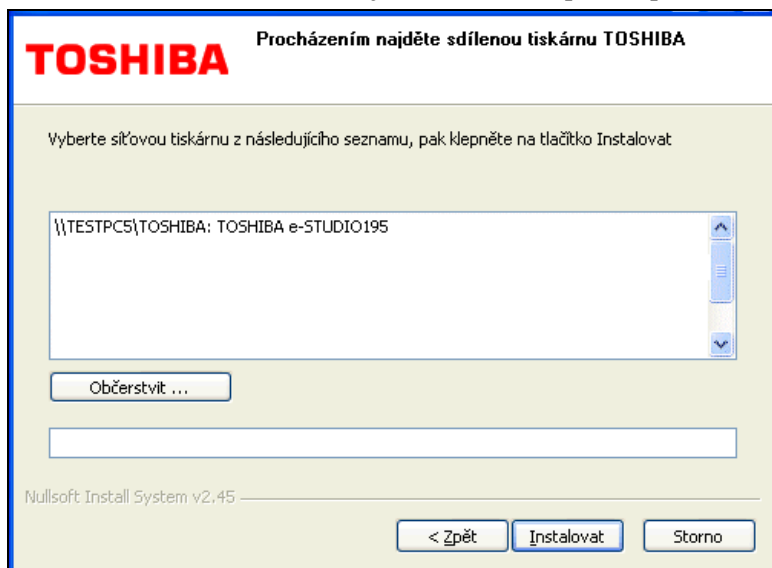 TOSHIBA
Procházením najděte sdílenou tiskárnu TOSHIBA
Vyberte síťovou tiskárnu z následujícího seznamu, pak klepněte na tlačítko Instalovat
\\TESTPC5\TOSHIBA: TOSHIBA e-STUDIO195
Občerstvit ...
Nullsoft Install System v2.45
< Zpět
Instalovat
Storno